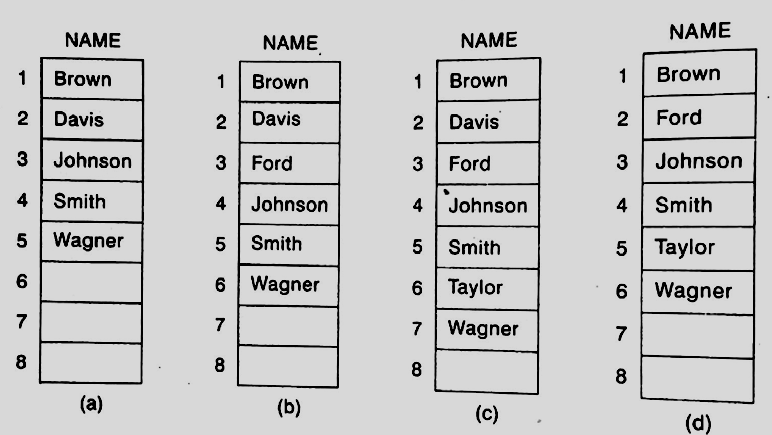 NAME
1 Brown
2 Davis
3 Johnson
4 Smith
5 Wagner
6
7
8
(a)
NAME
1 Brown
2 Davis
3 Ford
4 Johnson
5 Smith
6 Wagner
7
8
(b)
NAME
1 Brown
2 Davis
3 Ford
4 Johnson
5 Smith
6 Taylor
7 Wagner
8
(c)
NAME
1 Brown
2 Ford
3 Johnson
4 Smith
5 Taylor
6 Wagner
7
8
(d)